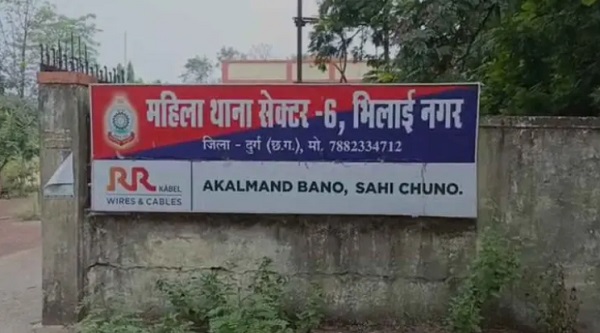 महिला थाना सेक्टर -6, भिलाई नगर
जिला - दुर्ग (छ.ग.), मो. 7882334712
RR KABEL
WIRES & CABLES
AKALMAND BANO, SAHI CHUNO.